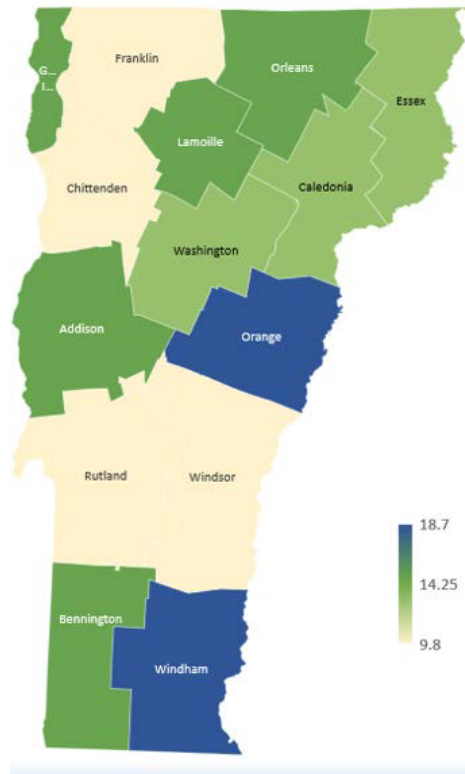 Franklin
Orleans
G...
I...
Essex
Lamoille
Chittenden
Caledonia
Washington
Addison
Orange
Rutland
Windsor
18.7
14.25
9.8
Bennington
Windham